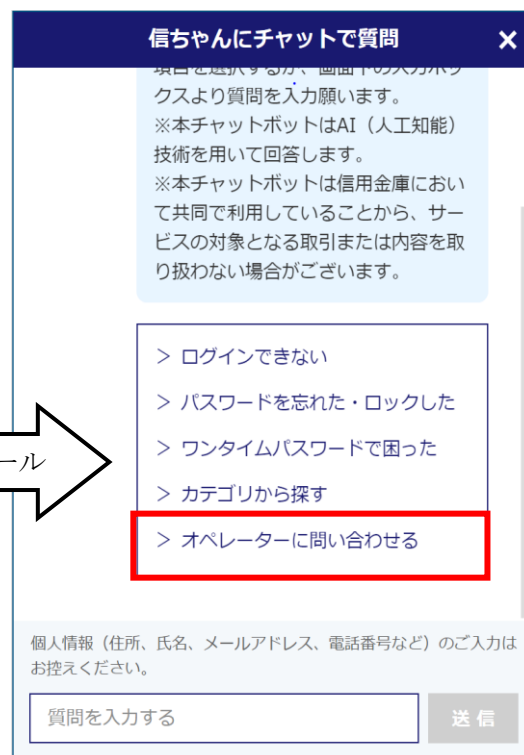 信ちゃんにチャットで質問 ×
項目を選択するか、画面下の入力ボッ
クスより質問を入力願います。
※本チャットボットはAI（人工知能）
技術を用いて回答します。
※本チャットボットは信用金庫におい
て共同で利用していることから、サー
ビスの対象となる取引または内容を取
り扱わない場合がございます。
＞ ログインできない
＞ パスワードを忘れた・ロックした
＞ ワンタイムパスワードで困った
ール
＞ カテゴリから探す
＞ オペレーターに問い合わせる
個人情報（住所、氏名、メールアドレス、電話番号など）のご入力は
お控えください。
質問を入力する
送信